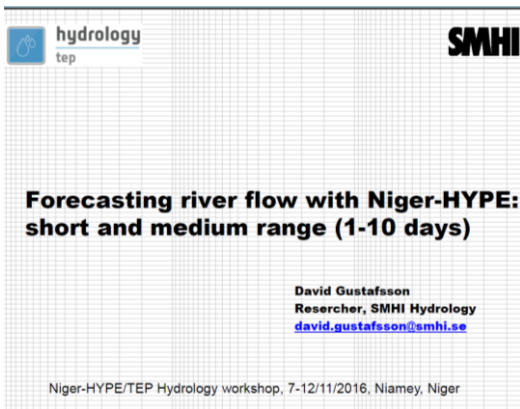 hydrology
tep
SMHI
Forecasting river flow with Niger-HYPE:
short and medium range (1-10 days)
David Gustafsson
Resercher, SMHI Hydrology
david.gustafsson@smhi.se
Niger-HYPE/TEP Hydrology workshop, 7-12/11/2016, Niamey, Niger